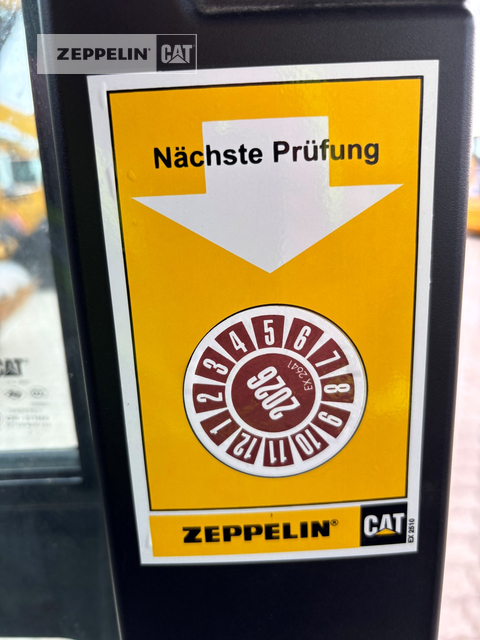 ZEPPELIN CAT
Nächste Prüfung
1 2 3 4 5 6 7 8 9 10 11 12
2026
EX 2641
ZEPPELIN® CAT
EX 2510
CAT